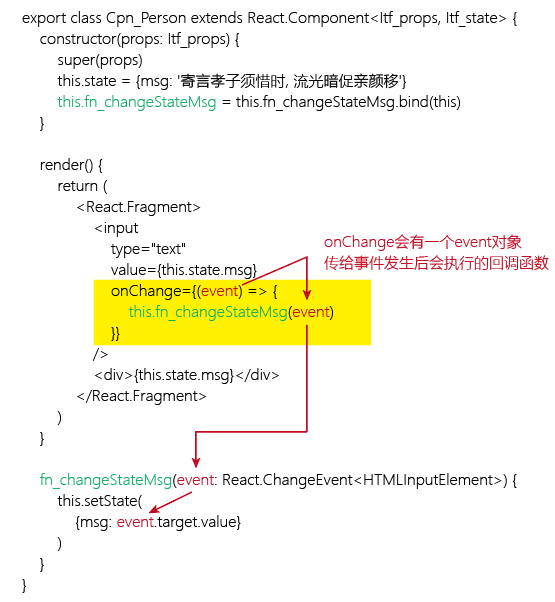 export class Cpn_Person extends React.Component<Itf_props, Itf_state> {
constructor(props: Itf_props) {
super(props)
this.state = {msg: '寄言孝子须惜时, 流光暗促亲颜移'}
this.fn_changeStateMsg = this.fn_changeStateMsg.bind(this)
}
render() {
return (
<React.Fragment>
<input
type="text"
value={this.state.msg}
onChange={(event) => {
this.fn_changeStateMsg(event)
}}
/>
<div>{this.state.msg}</div>
</React.Fragment>
)
}
onChange会有一个event对象
传给事件发生后会执行的回调函数
fn_changeStateMsg(event: React.ChangeEvent<HTMLInputElement>) {
this.setState(
{msg: event.target.value}
)
}
}